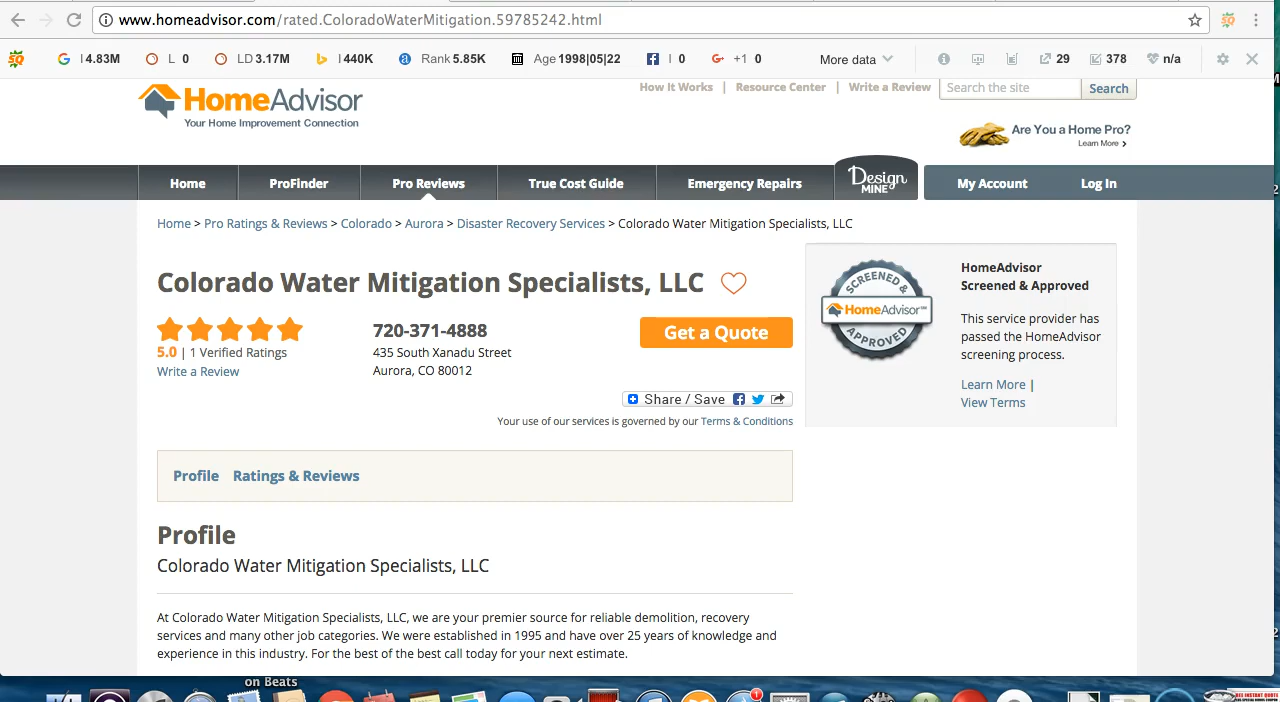 www.homeadvisor.com/rated.ColoradoWaterMitigation.59785242.html
SQ I 4.83M L 0 LD 3.17M I 440K Rank 5.85K Age 1998|05|22 I 0 +1 0 More data 29 378 n/a
How It Works | Resource Center | Write a Review Search the site Search
HomeAdvisor
Your Home Improvement Connection
Are You a Home Pro?
Learn More >
Home ProFinder Pro Reviews True Cost Guide Emergency Repairs Design MINE My Account Log In
Home > Pro Ratings & Reviews > Colorado > Aurora > Disaster Recovery Services > Colorado Water Mitigation Specialists, LLC
Colorado Water Mitigation Specialists, LLC
5.0 | 1 Verified Ratings
Write a Review
720-371-4888
435 South Xanadu Street
Aurora, CO 80012
Get a Quote
Share / Save
Your use of our services is governed by our Terms & Conditions
SCREENED &
HomeAdvisor™
APPROVED
HomeAdvisor
Screened & Approved
This service provider has
passed the HomeAdvisor
screening process.
Learn More |
View Terms
Profile Ratings & Reviews
Profile
Colorado Water Mitigation Specialists, LLC
At Colorado Water Mitigation Specialists, LLC, we are your premier source for reliable demolition, recovery
services and many other job categories. We were established in 1995 and have over 25 years of knowledge and
experience in this industry. For the best of the best call today for your next estimate.
on Beats